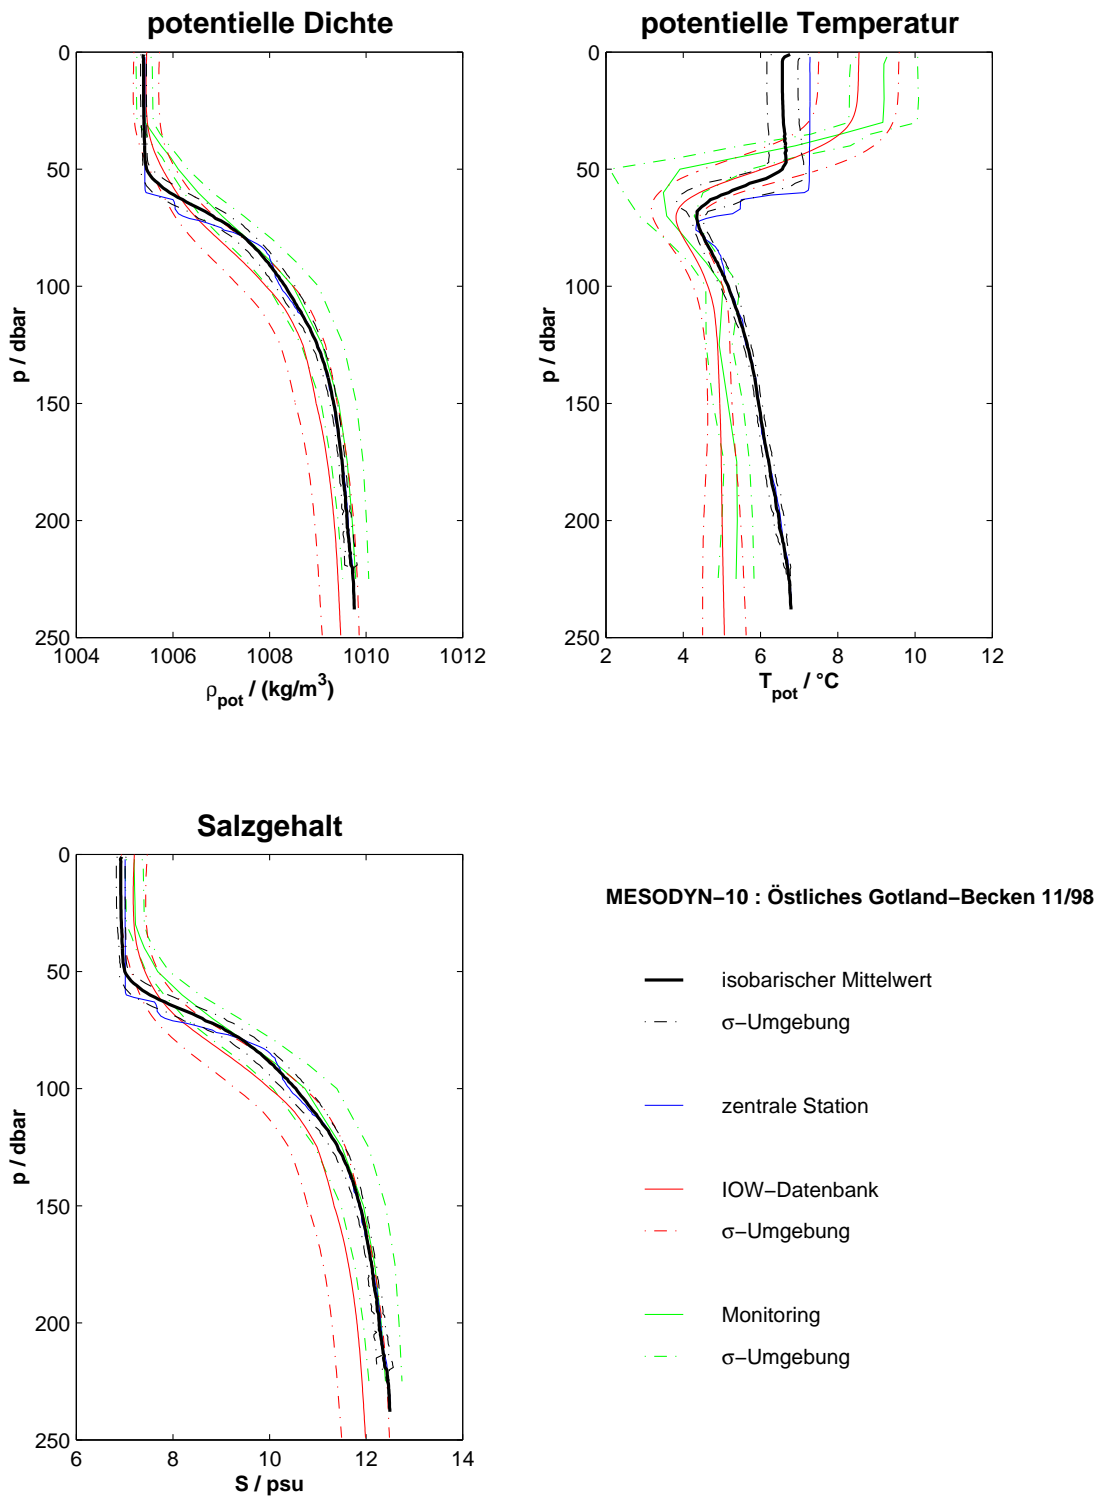 potentielle Dichte
0
50
100
150
200
250
1004
1006
1008
1010
1012
p / dbar
ρpot / (kg/m3)
potentielle Temperatur
0
50
100
150
200
250
2
4
6
8
10
12
p / dbar
Tpot / °C
Salzgehalt
0
50
100
150
200
250
6
8
10
12
14
p / dbar
S / psu
MESODYN−10 : Östliches Gotland−Becken 11/98
isobarischer Mittelwert
σ−Umgebung
zentrale Station
IOW−Datenbank
σ−Umgebung
Monitoring
σ−Umgebung